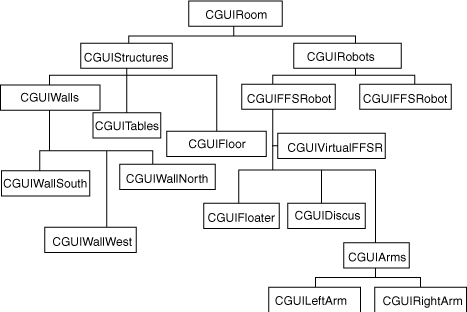 CGUIRoom
CGUIStructures
CGUIRobots
CGUIWalls
CGUIFFSRobot
CGUIFFSRobot
CGUITables
CGUIFloor
CGUIVirtualFFSR
CGUIWallSouth
CGUIWallNorth
CGUIFloater
CGUIDiscus
CGUIWallWest
CGUIArms
CGUILeftArm
CGUIRightArm